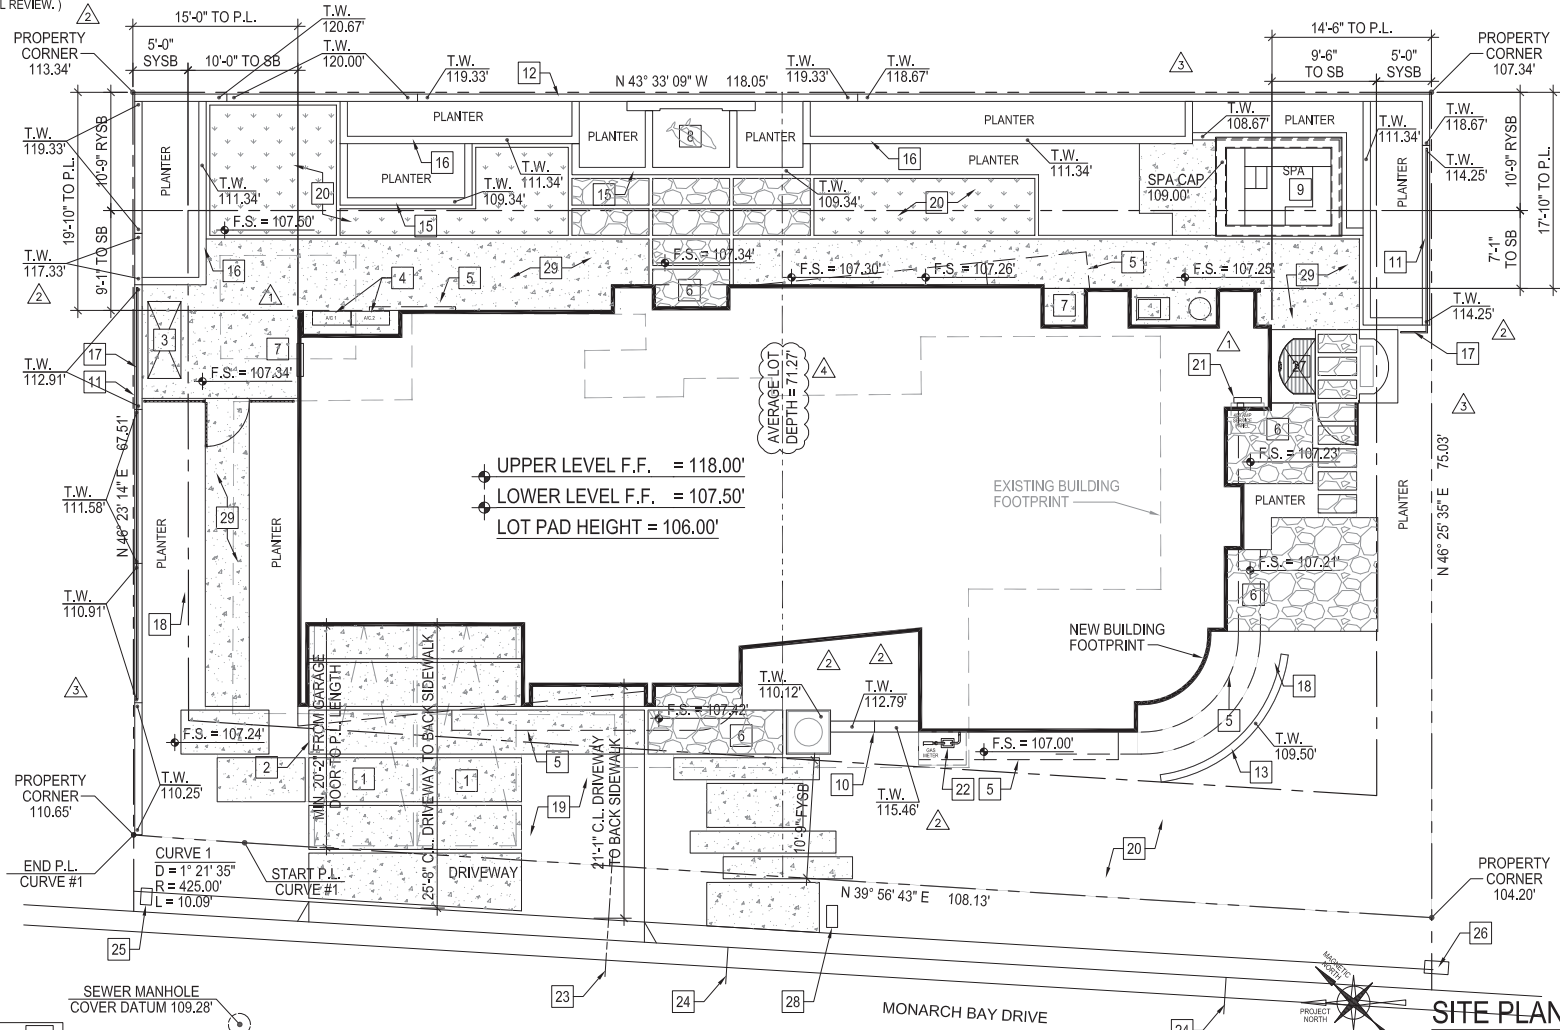 L REVIEW. )
2
15'-0" TO P.L.
T.W.
120.67'
PROPERTY
CORNER
113.34'
5'-0"
SYSB
10'-0" TO SB
T.W.
120.00'
T.W.
119.33'
12
N 43° 33' 09" W 118.05'
T.W.
119.33'
T.W.
118.67'
3
14'-6" TO P.L.
9'-6"
TO SB
5'-0"
SYSB
PROPERTY
CORNER
107.34'
19'-10" TO P.L.
10'-9" RYSB
9'-1" TO SB
T.W.
119.33'
PLANTER
T.W.
111.34'
20
F.S. = 107.50'
PLANTER
16
T.W.
111.34'
PLANTER
T.W.
109.34'
15
PLANTER
8
PLANTER
15
T.W.
109.34'
PLANTER
16
PLANTER
T.W.
111.34'
20
T.W.
108.67'
PLANTER
SPA CAP
109.00'
SPA
9
T.W.
111.34'
PLANTER
T.W.
118.67'
T.W.
114.25'
10'-9" RYSB
17'-10" TO P.L.
7'-1"
TO SB
T.W.
117.33'
2
16
1
4
5
29
F.S. = 107.34'
6
F.S. = 107.30'
F.S. = 107.26'
5
F.S. = 107.25'
29
11
T.W.
114.25'
2
17
3
A/C 1
A/C 2
7
7
17
T.W.
112.91'
11
F.S. = 107.34'
AVERAGE LOT
DEPTH = 71.27'
4
1
21
27
3
N 46° 23' 14" E 67.51'
T.W.
111.58'
UPPER LEVEL F.F. = 118.00'
LOWER LEVEL F.F. = 107.50'
LOT PAD HEIGHT = 106.00'
EXISTING BUILDING
FOOTPRINT
6
F.S. = 107.23'
PLANTER
PLANTER
N 46° 25' 35" E 75.03'
29
PLANTER
PLANTER
T.W.
110.91'
18
F.S. = 107.21'
6
NEW BUILDING
FOOTPRINT
3
MIN. 20'-2" FROM GARAGE
DOOR TO P.L. LENGTH
25'-8" C.L. DRIVEWAY TO BACK SIDEWALK
2
2
T.W.
110.12'
T.W.
112.79'
18
5
T.W.
109.50'
13
F.S. = 107.24'
2
F.S. = 107.42'
6
5
GAS
METER
F.S. = 107.00'
22
5
PROPERTY
CORNER
110.65'
T.W.
110.25'
1
1
19
21'-1" C.L. DRIVEWAY
TO BACK SIDEWALK
10'-9" FYSB
10
T.W.
115.46'
2
20
END P.L.
CURVE #1
CURVE 1
D = 1° 21' 35"
R = 425.00'
L = 10.09'
START P.L.
CURVE #1
DRIVEWAY
N 39° 56' 43" E 108.13'
PROPERTY
CORNER
104.20'
25
26
SEWER MANHOLE
COVER DATUM 109.28'
23
24
28
MONARCH BAY DRIVE
24
MAGNETIC
NORTH
PROJECT
NORTH
SITE PLAN